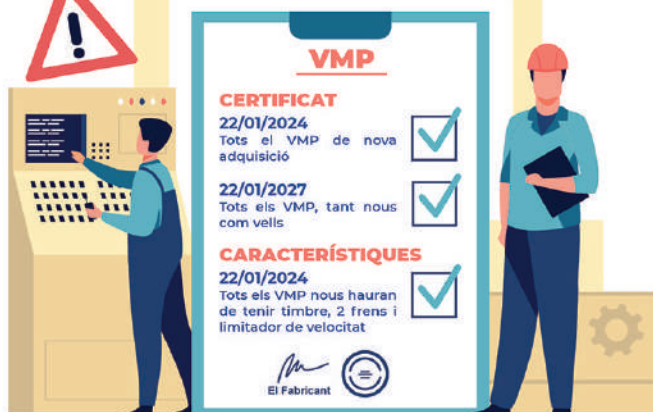 VMP
CERTIFICAT
22/01/2024
Tots el VMP de nova
adquisició
22/01/2027
Tots els VMP, tant nous
com vells
CARACTERÍSTIQUES
22/01/2024
Tots els VMP nous hauran
de tenir timbre, 2 frens i
limitador de velocitat
El Fabricant